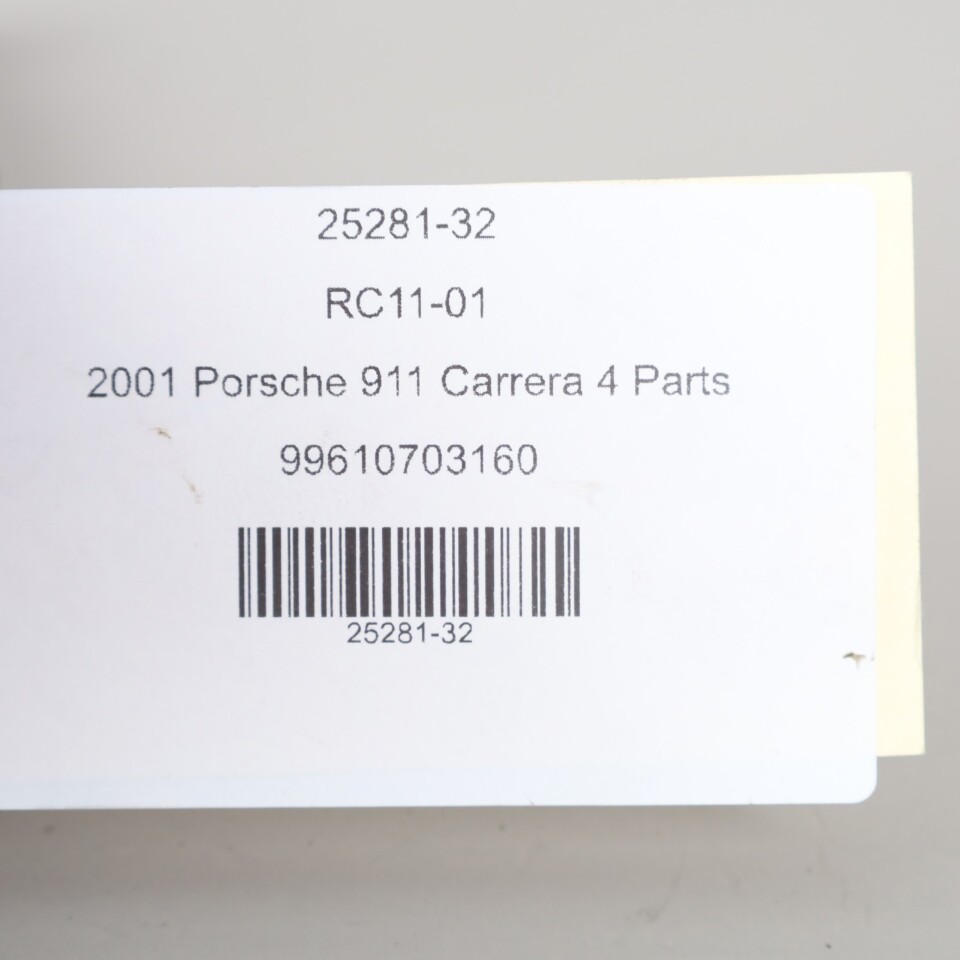 25281-32
RC11-01
2001 Porsche 911 Carrera 4 Parts
99610703160
25281-32